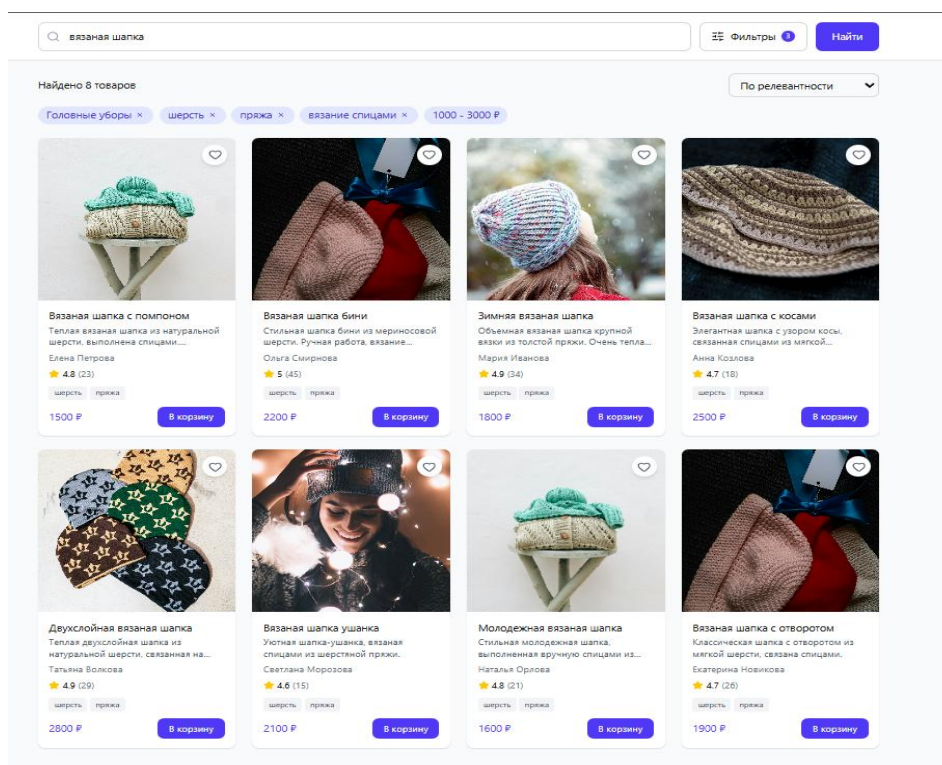 вязаная шапка
Фильтры 3
Найти
Найдено 8 товаров
По релевантности
Головные уборы ×
шерсть ×
пряжа ×
вязание спицами ×
1000 - 3000 ₽
Вязаная шапка с помпоном
Теплая вязаная шапка из натуральной
шерсти, выполнена спицами....
Елена Петрова
4.8 (23)
шерсть пряжа
1500 ₽ В корзину
Вязаная шапка бини
Стильная шапка бини из мериносовой
шерсти. Ручная работа, вязание...
Ольга Смирнова
5 (45)
шерсть пряжа
2200 ₽ В корзину
Зимняя вязаная шапка
Объемная вязаная шапка крупной
вязки из толстой пряжи. Очень тепла...
Мария Иванова
4.9 (34)
шерсть пряжа
1800 ₽ В корзину
Вязаная шапка с косами
Элегантная шапка с узором косы,
связанная спицами из мягкой...
Анна Козлова
4.7 (18)
шерсть пряжа
2500 ₽ В корзину
Двухслойная вязаная шапка
Теплая двухслойная шапка из
натуральной шерсти, связанная на...
Татьяна Волкова
4.9 (29)
шерсть пряжа
2800 ₽ В корзину
Вязаная шапка ушанка
Уютная шапка-ушанка, вязаная
спицами из шерстяной пряжи.
Светлана Морозова
4.6 (15)
шерсть пряжа
2100 ₽ В корзину
Молодежная вязаная шапка
Стильная молодежная шапка,
выполненная вручную спицами из...
Наталья Орлова
4.8 (21)
шерсть пряжа
1600 ₽ В корзину
Вязаная шапка с отворотом
Классическая шапка с отворотом из
мягкой шерсти, связана спицами.
Екатерина Новикова
4.7 (26)
шерсть пряжа
1900 ₽ В корзину